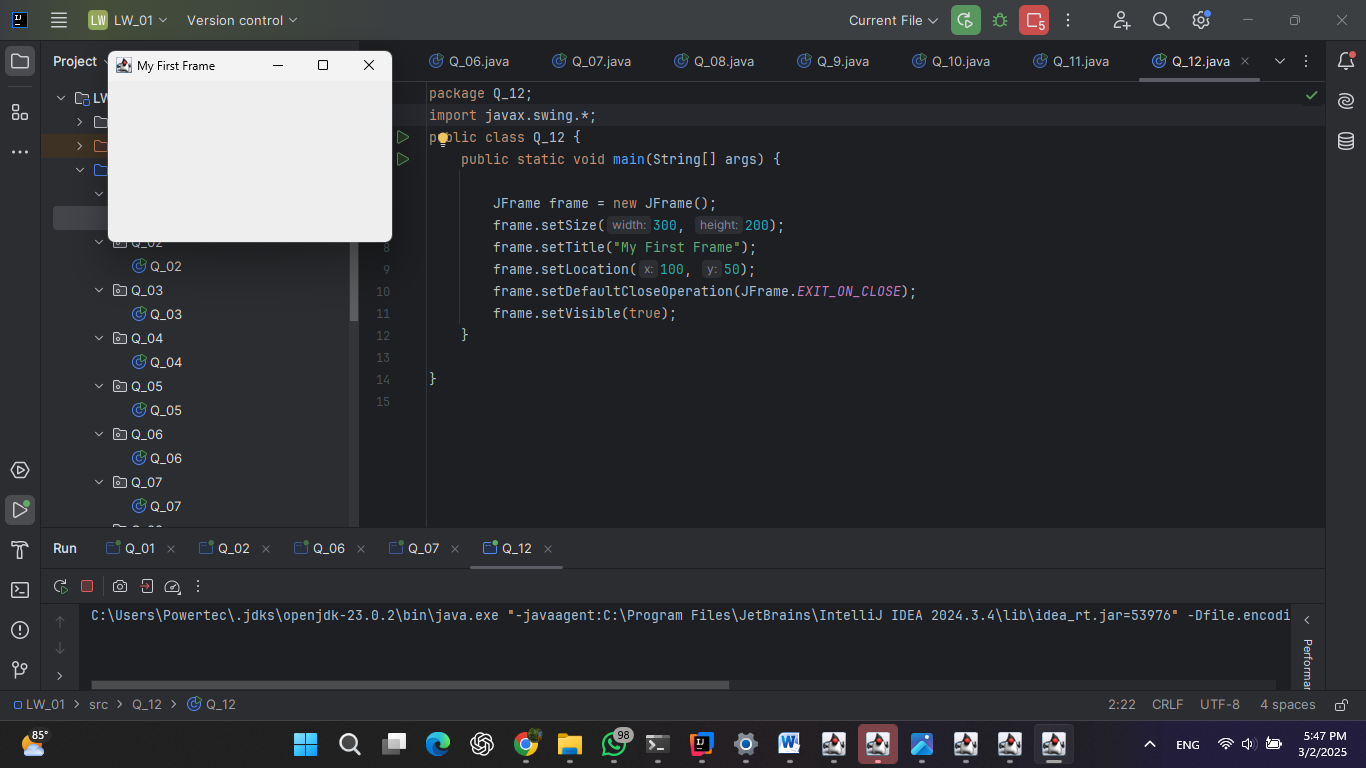 LW LW_01 Version control Current File 5
Project
My First Frame
Q_06.java Q_07.java Q_08.java Q_9.java Q_10.java Q_11.java Q_12.java
LW
Q_02
Q_02
Q_03
Q_03
Q_04
Q_04
Q_05
Q_05
Q_06
Q_06
Q_07
Q_07
package Q_12;
import javax.swing.*;
public class Q_12 {
public static void main(String[] args) {
JFrame frame = new JFrame();
frame.setSize( width: 300, height: 200);
8 frame.setTitle("My First Frame");
9 frame.setLocation( x: 100, y: 50);
10 frame.setDefaultCloseOperation(JFrame.EXIT_ON_CLOSE);
11 frame.setVisible(true);
12 }
13
14 }
15
Run Q_01 Q_02 Q_06 Q_07 Q_12
C:\Users\Powertec\.jdks\openjdk-23.0.2\bin\java.exe "-javaagent:C:\Program Files\JetBrains\IntelliJ IDEA 2024.3.4\lib\idea_rt.jar=53976" -Dfile.encodi
LW_01 > src > Q_12 > Q_12 2:22 CRLF UTF-8 4 spaces
85° 98 ENG 5:47 PM
3/2/2025